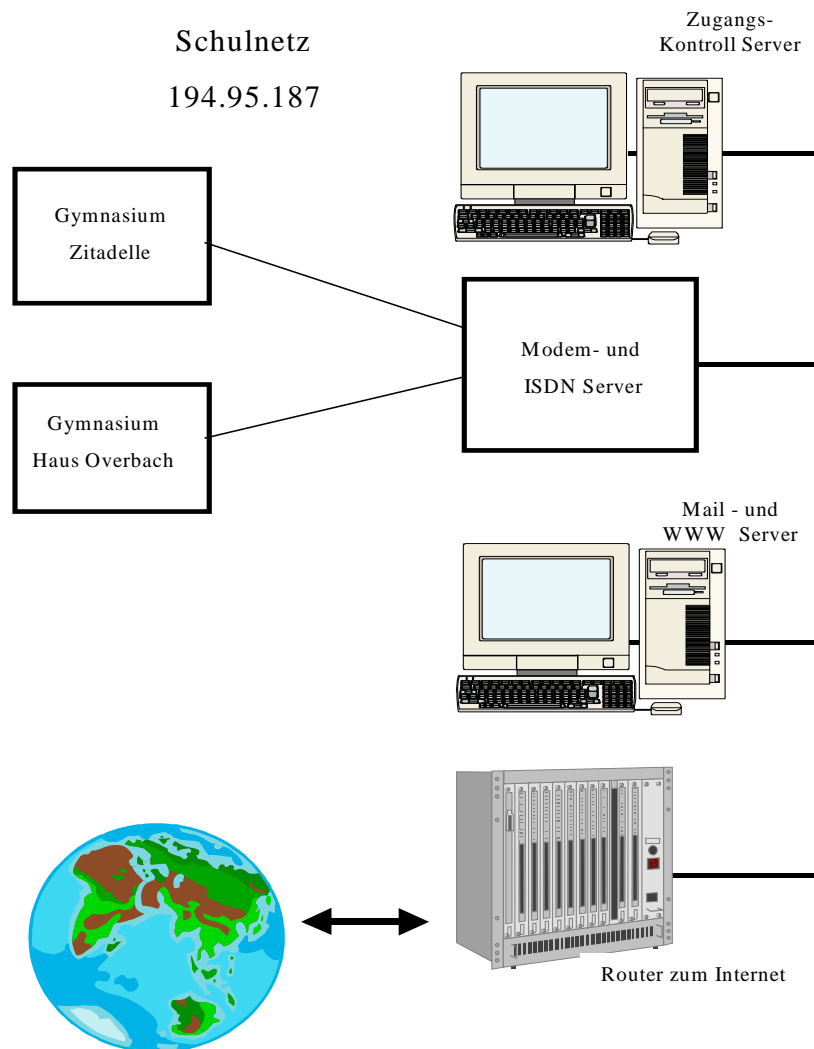 Schulnetz
194.95.187
Zugangs-
Kontroll Server
Gymnasium
Zitadelle
Modem- und
ISDN Server
Gymnasium
Haus Overbach
Mail - und
WWW Server
Router zum Internet